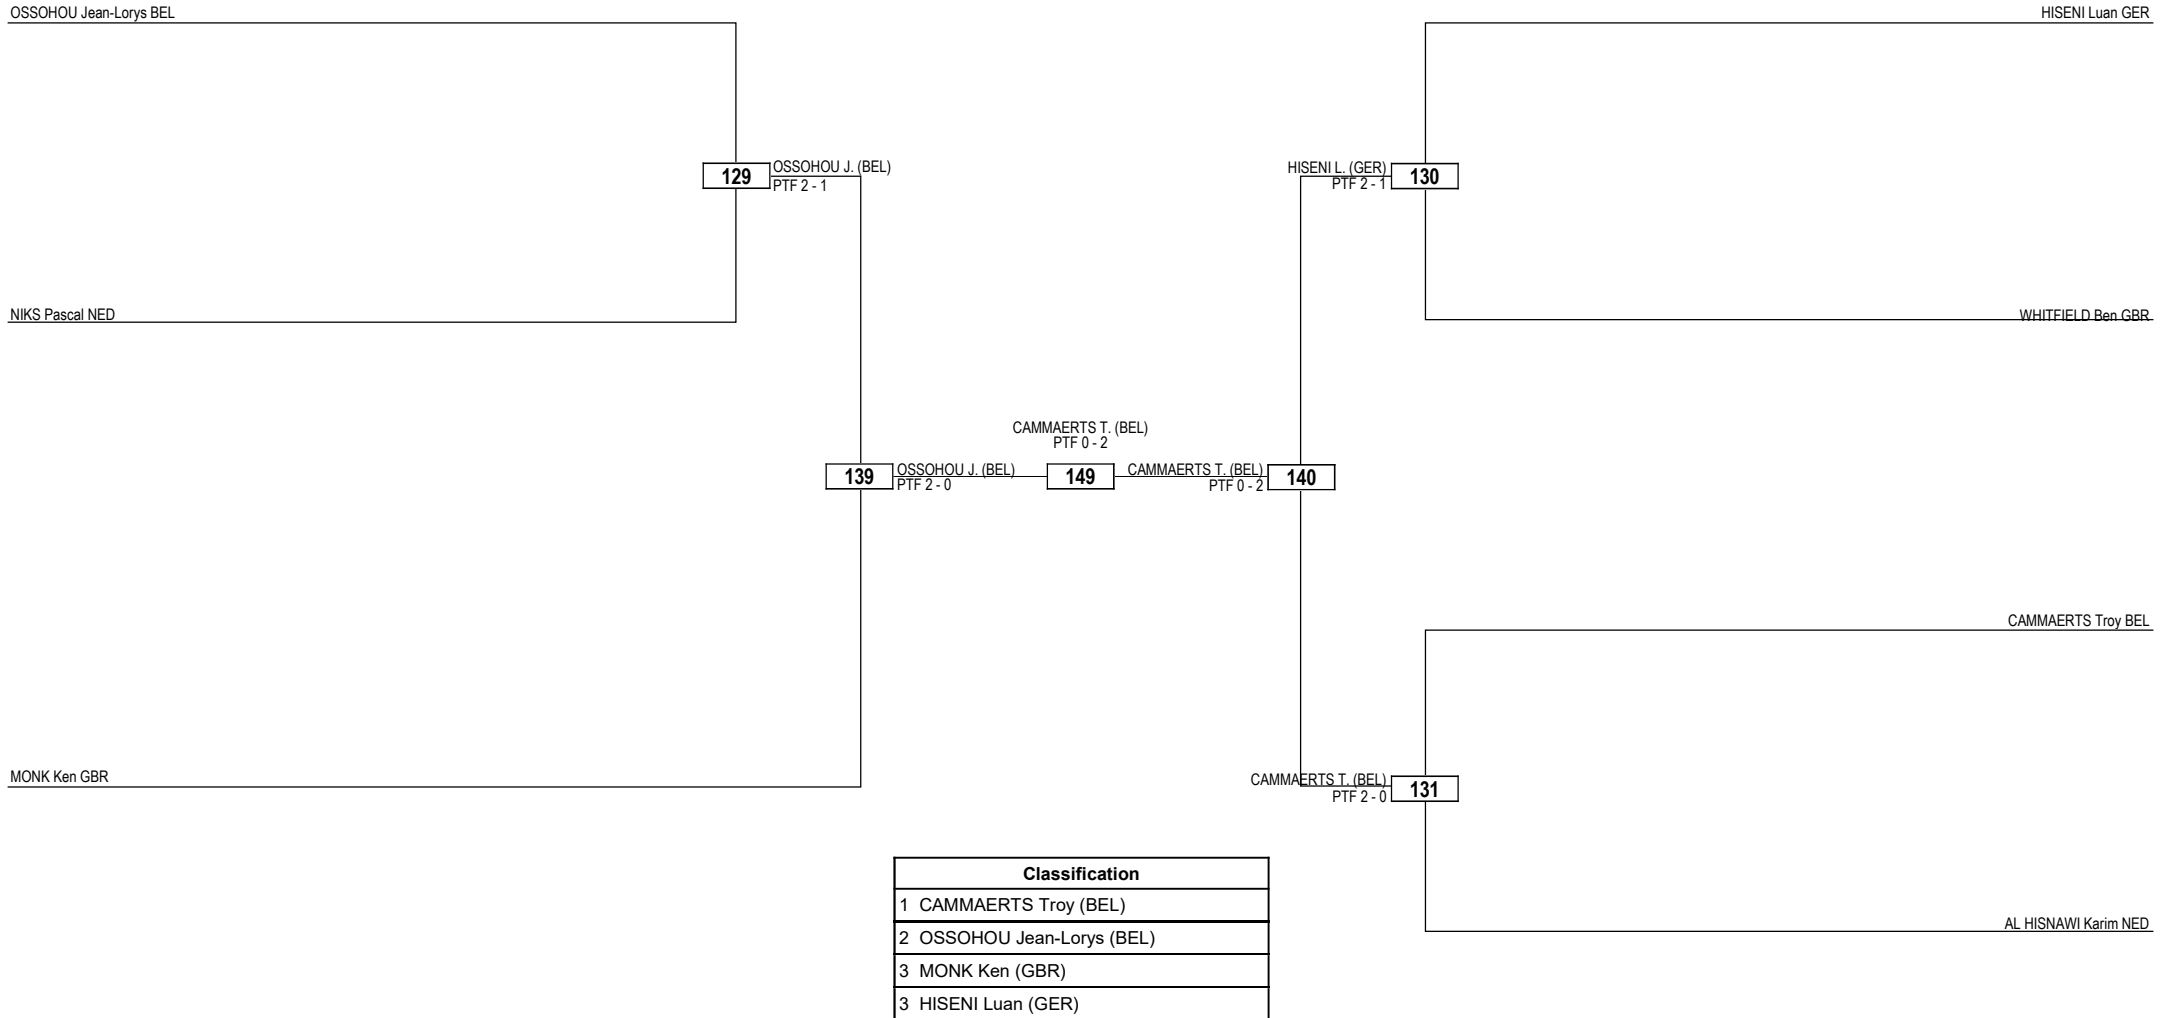 OSSOHOU Jean-Lorys BEL
HISENI Luan GER
129
OSSOHOU J. (BEL)
PTF 2 - 1
HISENI L. (GER)
PTF 2 - 1
130
NIKS Pascal NED
WHITFIELD Ben GBR
CAMMAERTS T. (BEL)
PTF 0 - 2
139
OSSOHOU J. (BEL)
PTF 2 - 0
149
CAMMAERTS T. (BEL)
PTF 0 - 2
140
CAMMAERTS Troy BEL
MONK Ken GBR
CAMMAERTS T. (BEL)
PTF 2 - 0
131
AL HISNAWI Karim NED
Classification
1 CAMMAERTS Troy (BEL)
2 OSSOHOU Jean-Lorys (BEL)
3 MONK Ken (GBR)
3 HISENI Luan (GER)